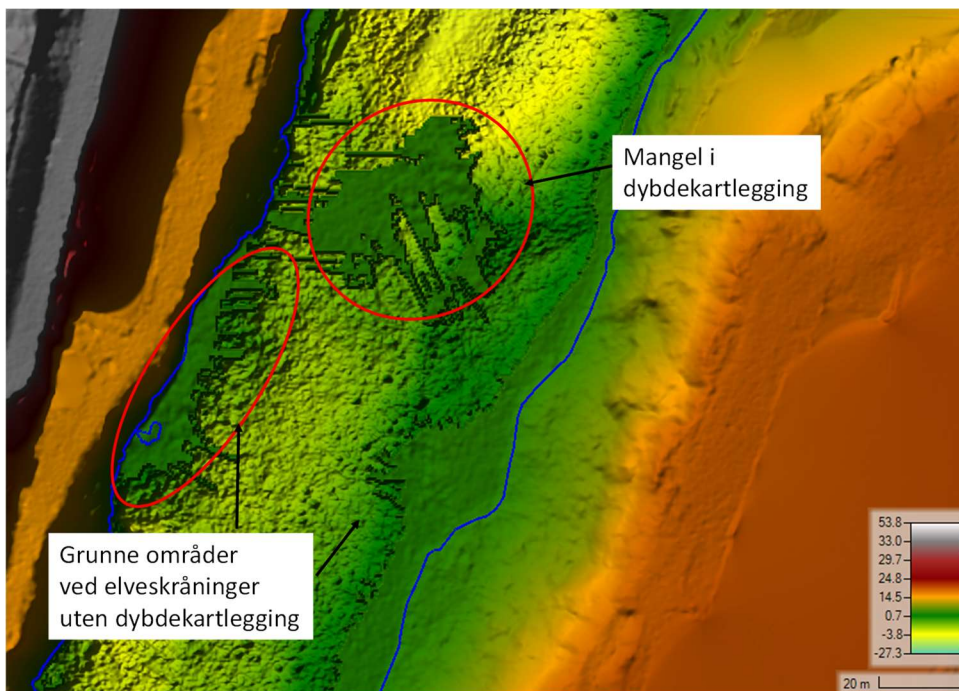 Mangel i
dybdekartlegging
Grunne områder
ved elveskråninger
uten dybdekartlegging
53.8
33.0
29.7
24.8
14.5
0.7
-3.8
-27.3
20 m